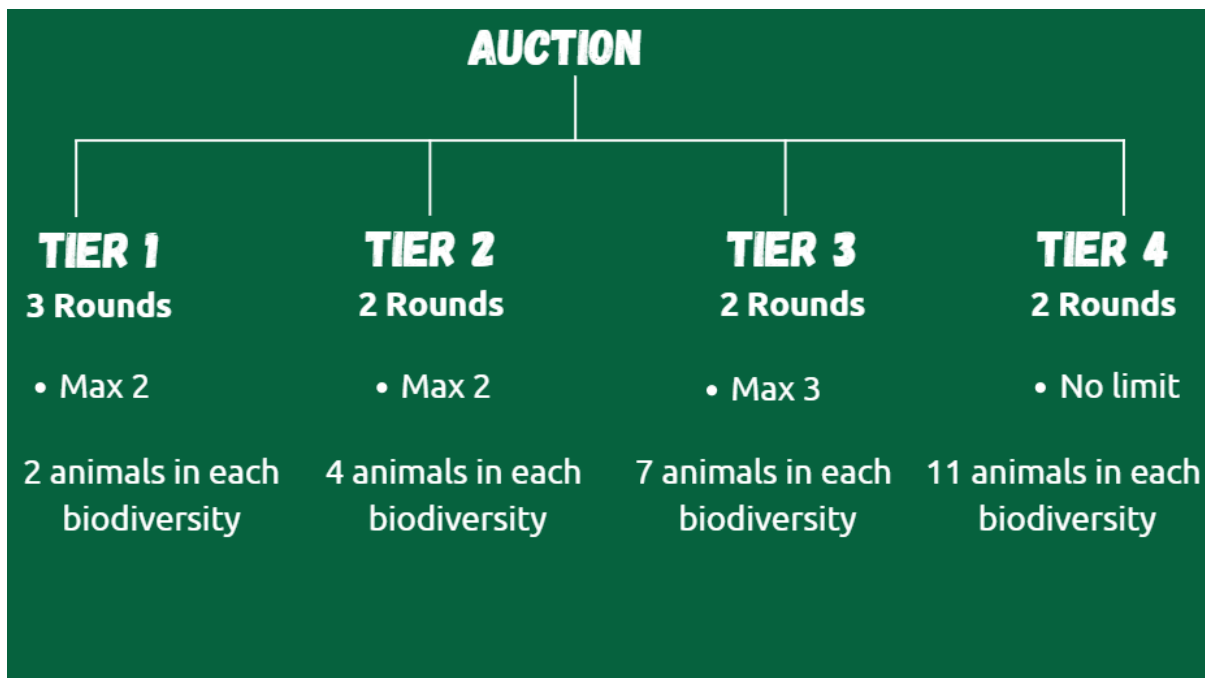 AUCTION
TIER 1
3 Rounds
• Max 2
2 animals in each
biodiversity
TIER 2
2 Rounds
• Max 2
4 animals in each
biodiversity
TIER 3
2 Rounds
• Max 3
7 animals in each
biodiversity
TIER 4
2 Rounds
• No limit
11 animals in each
biodiversity